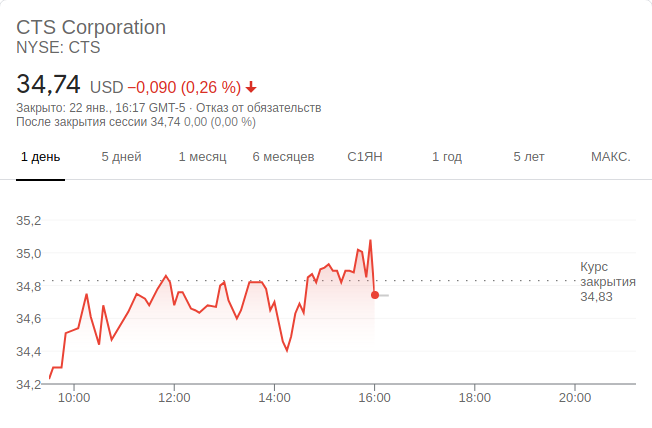 CTS Corporation
NYSE: CTS
34,74 USD −0,090 (0,26 %)
Закрыто: 22 янв., 16:17 GMT-5 · Отказ от обязательств
После закрытия сессии 34,74 0,00 (0,00 %)
1 день 5 дней 1 месяц 6 месяцев С1ЯН 1 год 5 лет МАКС.
35,2
35,0
34,8
34,6
34,4
34,2
Курс
закрытия
34,83
10:00 12:00 14:00 16:00 18:00 20:00